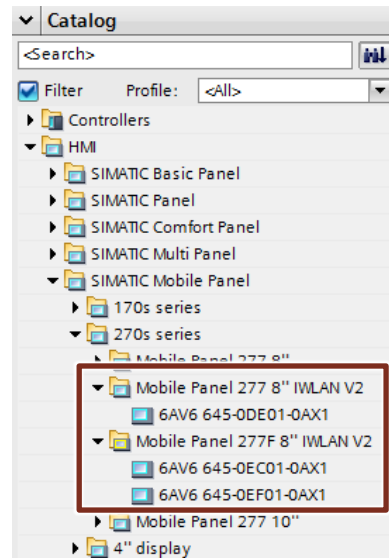 Catalog
<Search>
Filter Profile: <All>
Controllers
HMI
SIMATIC Basic Panel
SIMATIC Panel
SIMATIC Comfort Panel
SIMATIC Multi Panel
SIMATIC Mobile Panel
170s series
270s series
Mobile Panel 277 8"
Mobile Panel 277 8" IWLAN V2
6AV6 645-0DE01-0AX1
Mobile Panel 277F 8" IWLAN V2
6AV6 645-0EC01-0AX1
6AV6 645-0EF01-0AX1
Mobile Panel 277 10"
4" display